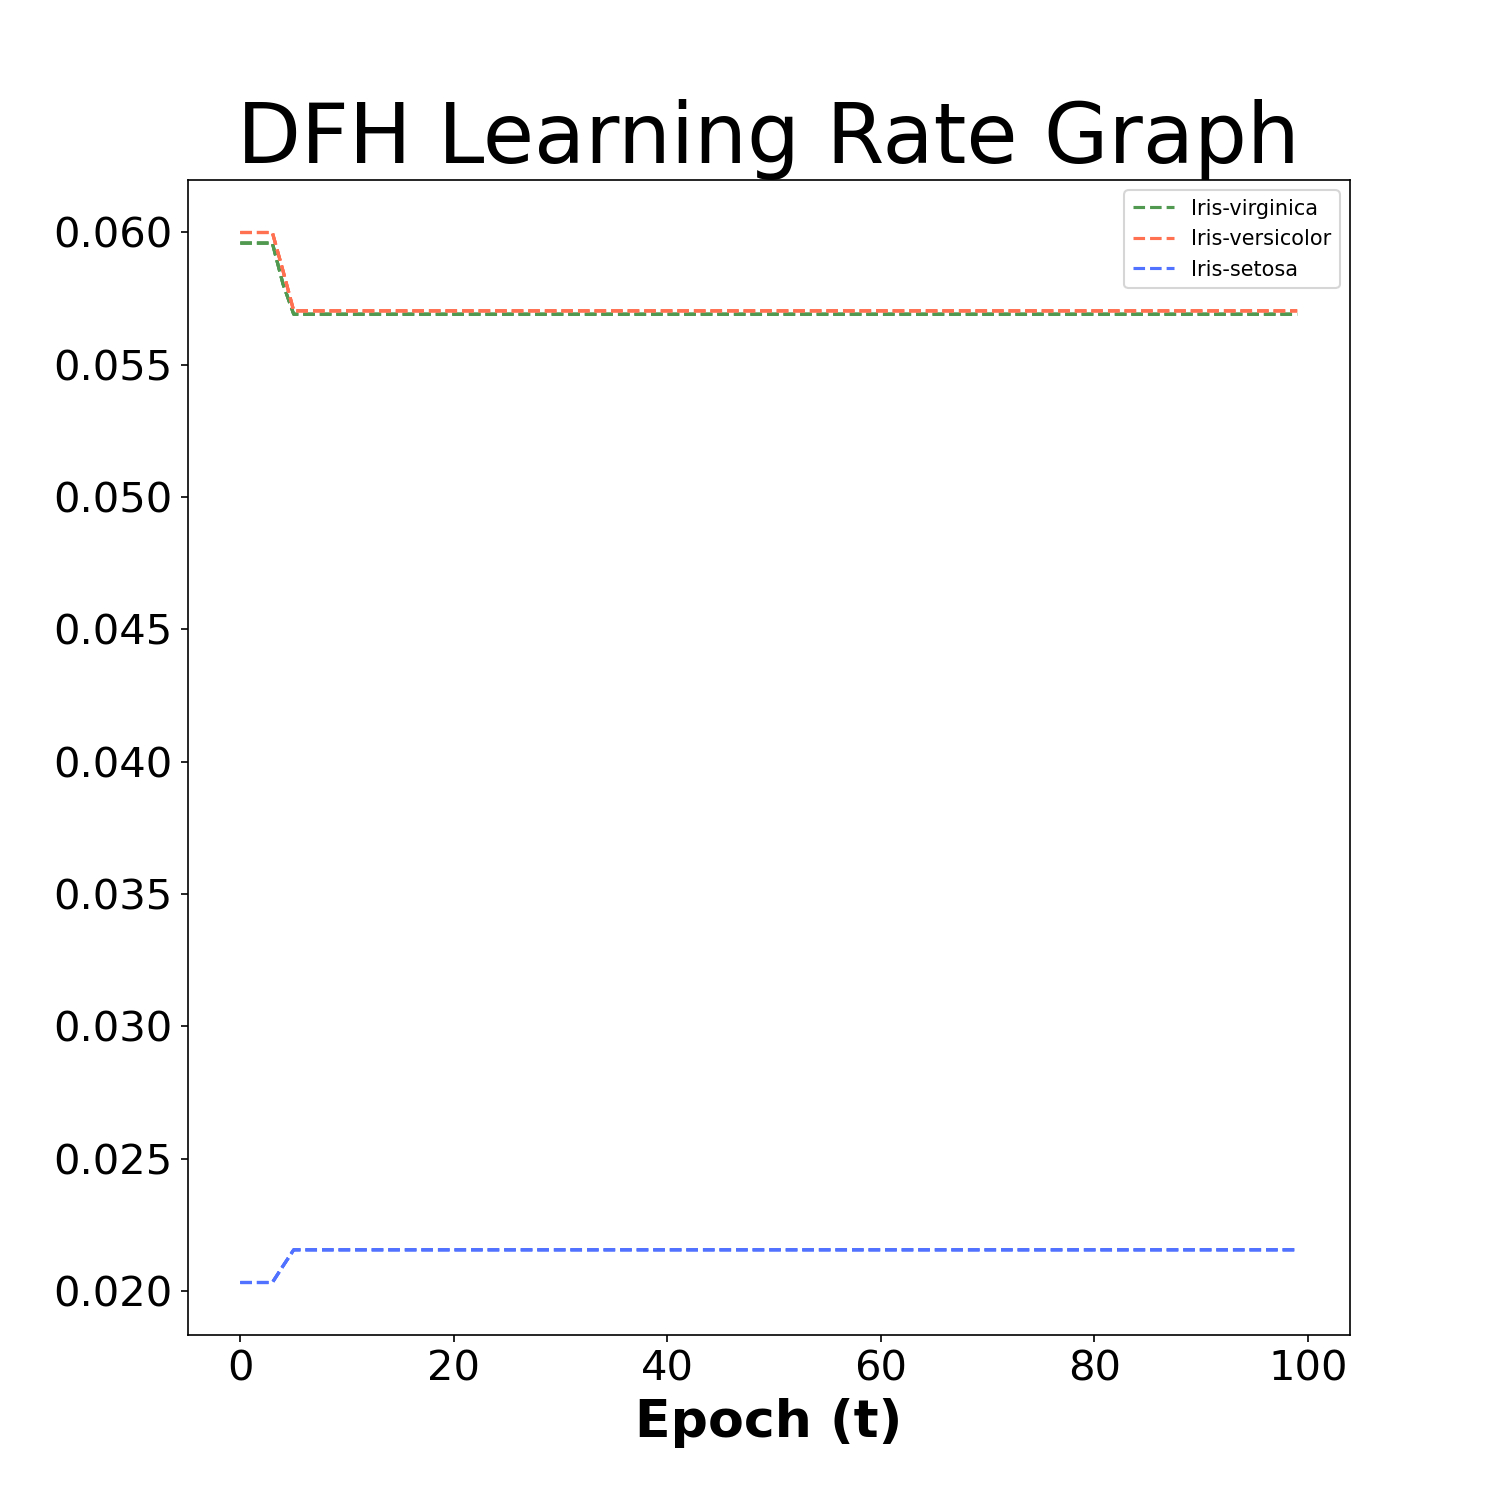 DFH Learning Rate Graph
Iris-virginica
Iris-versicolor
Iris-setosa
0.060
0.055
0.050
0.045
0.040
0.035
0.030
0.025
0.020
0 20 40 60 80 100
Epoch (t)